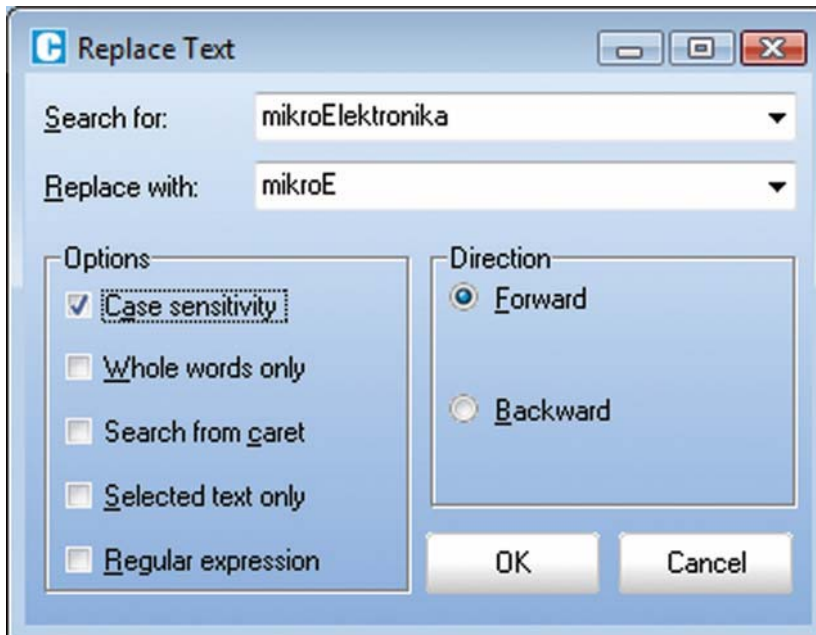 C Replace Text
Search for: mikroElektronika
Replace with: mikroE
Options
Case sensitivity
Whole words only
Search from caret
Selected text only
Regular expression
Direction
Forward
Backward
OK Cancel